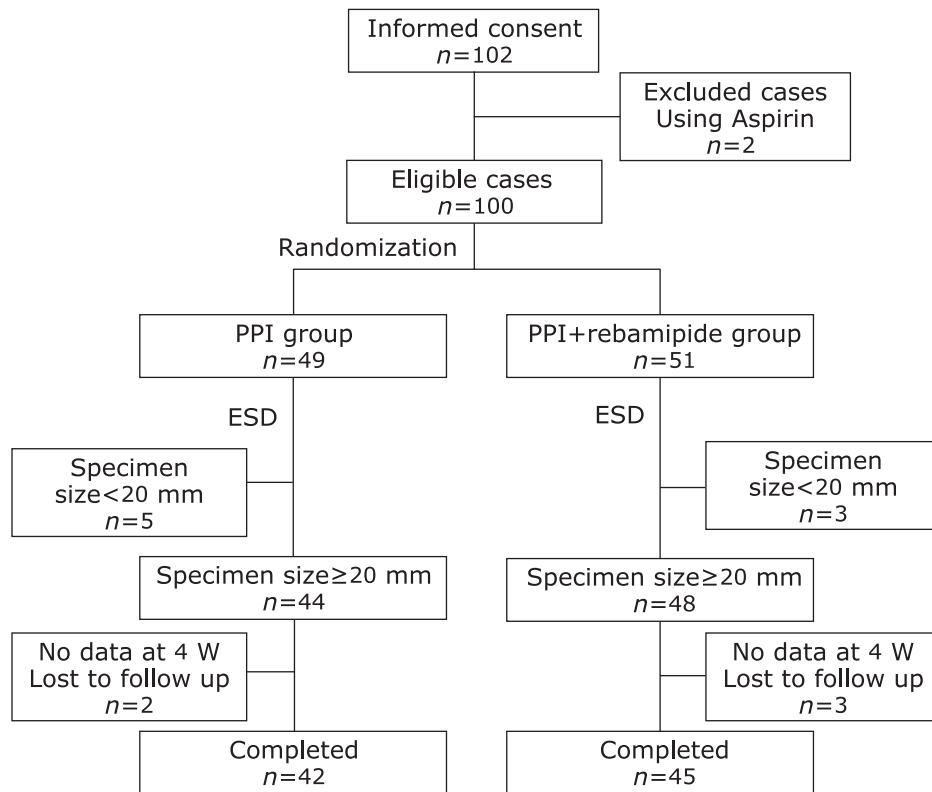 Informed consent
n=102
Excluded cases
Using Aspirin
n=2
Eligible cases
n=100
Randomization
PPI group
n=49
PPI+rebamipide group
n=51
ESD
ESD
Specimen
size<20 mm
n=5
Specimen
size<20 mm
n=3
Specimen size≥20 mm
n=44
Specimen size≥20 mm
n=48
No data at 4 W
Lost to follow up
n=2
No data at 4 W
Lost to follow up
n=3
Completed
n=42
Completed
n=45